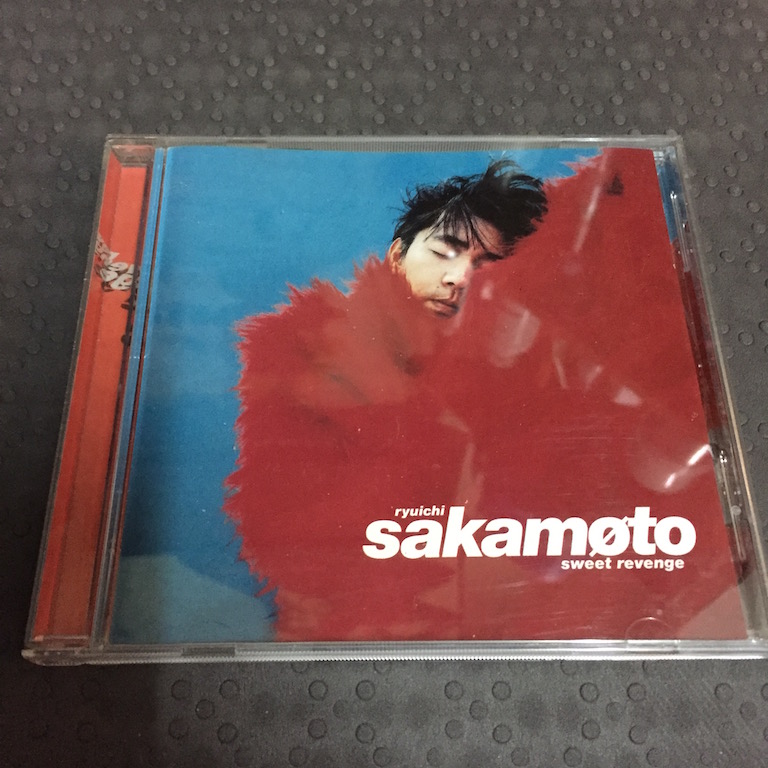 ryuichi
sakamøto
sweet revenge